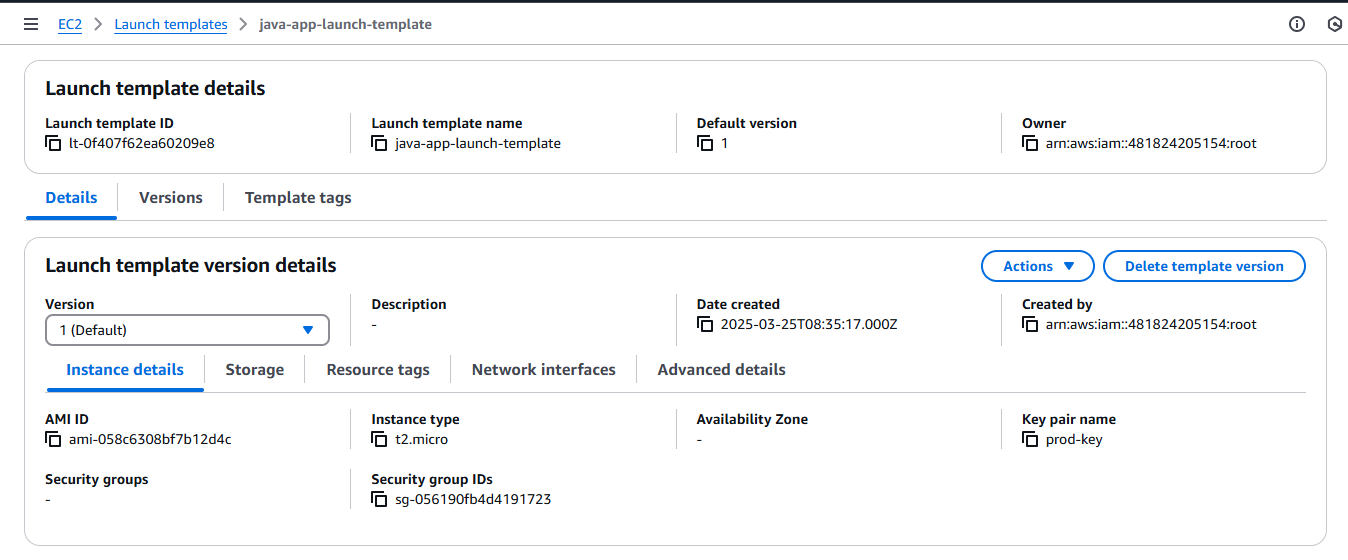 EC2 > Launch templates > java-app-launch-template
Launch template details
Launch template ID
lt-0f407f62ea60209e8
Launch template name
java-app-launch-template
Default version
1
Owner
arn:aws:iam::481824205154:root
Details
Versions
Template tags
Launch template version details
Actions
Delete template version
Version
1 (Default)
Description
-
Date created
2025-03-25T08:35:17.000Z
Created by
arn:aws:iam::481824205154:root
Instance details
Storage
Resource tags
Network interfaces
Advanced details
AMI ID
ami-058c6308bf7b12d4c
Instance type
t2.micro
Availability Zone
-
Key pair name
prod-key
Security groups
-
Security group IDs
sg-056190fb4d4191723